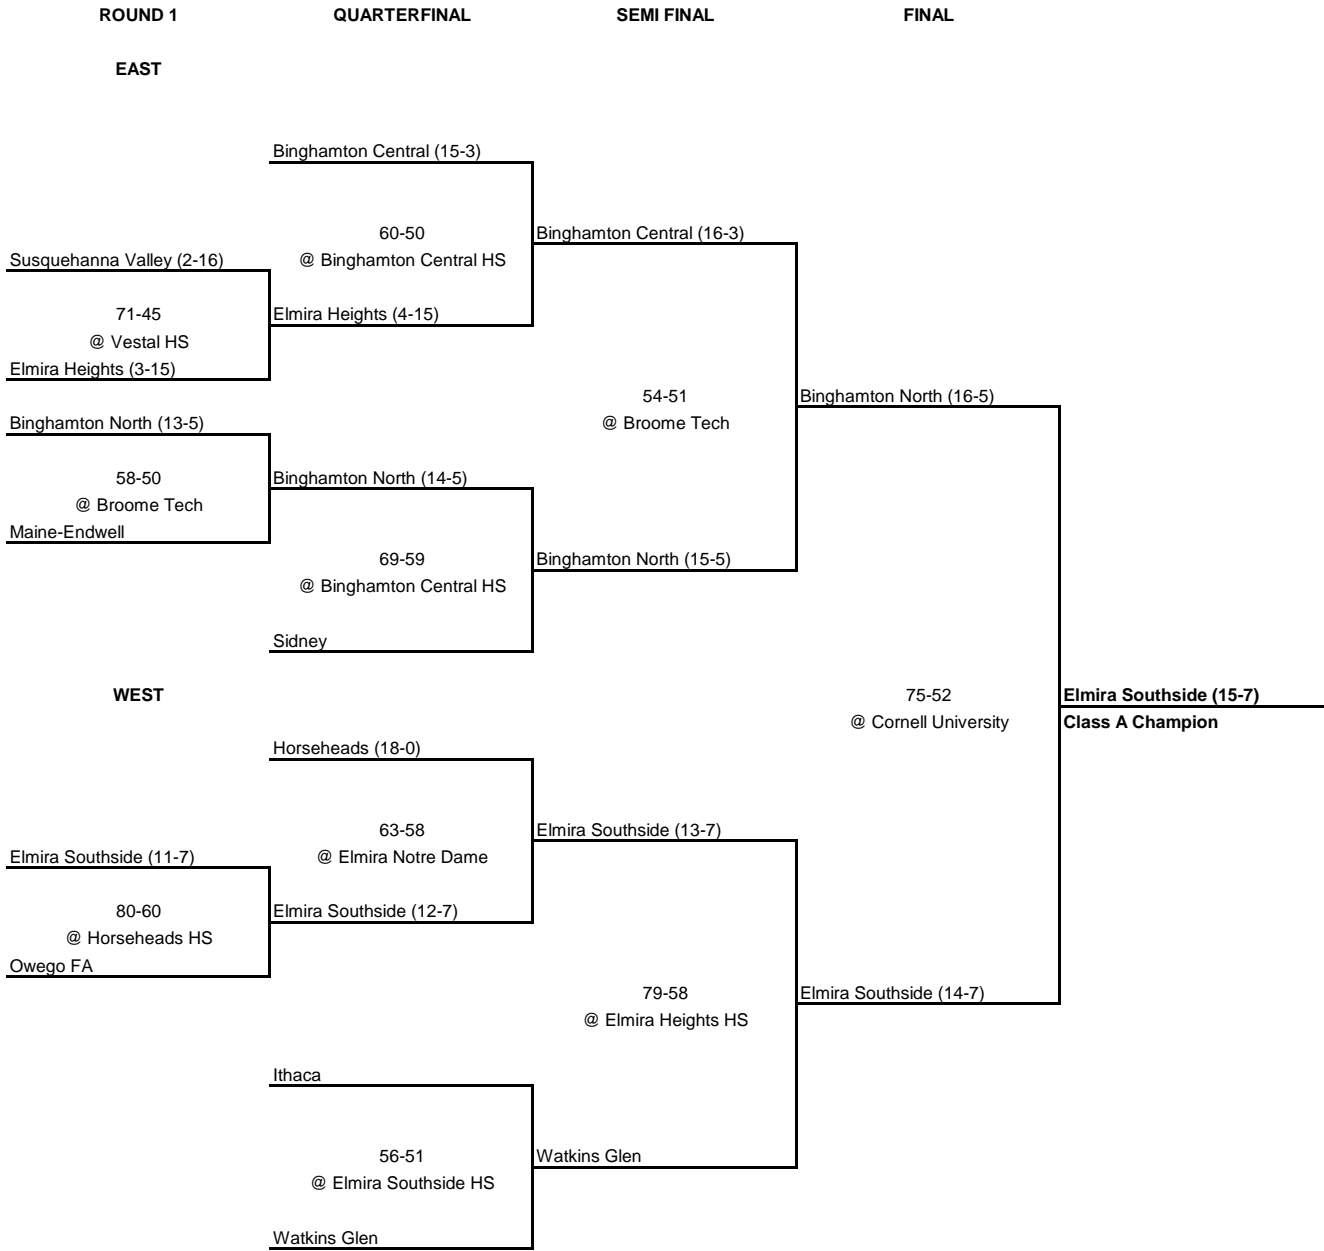 ROUND 1 QUARTERFINAL SEMI FINAL FINAL
EAST
Binghamton Central (15-3)
60-50
@ Binghamton Central HS
Binghamton Central (16-3)
Susquehanna Valley (2-16)
71-45
@ Vestal HS
Elmira Heights (4-15)
Elmira Heights (3-15)
54-51
@ Broome Tech
Binghamton North (16-5)
Binghamton North (13-5)
58-50
@ Broome Tech
Binghamton North (14-5)
Maine-Endwell
69-59
@ Binghamton Central HS
Binghamton North (15-5)
Sidney
WEST
75-52
@ Cornell University
Elmira Southside (15-7)
Class A Champion
Horseheads (18-0)
63-58
@ Elmira Notre Dame
Elmira Southside (13-7)
Elmira Southside (11-7)
80-60
@ Horseheads HS
Elmira Southside (12-7)
Owego FA
79-58
@ Elmira Heights HS
Elmira Southside (14-7)
Ithaca
56-51
@ Elmira Southside HS
Watkins Glen
Watkins Glen